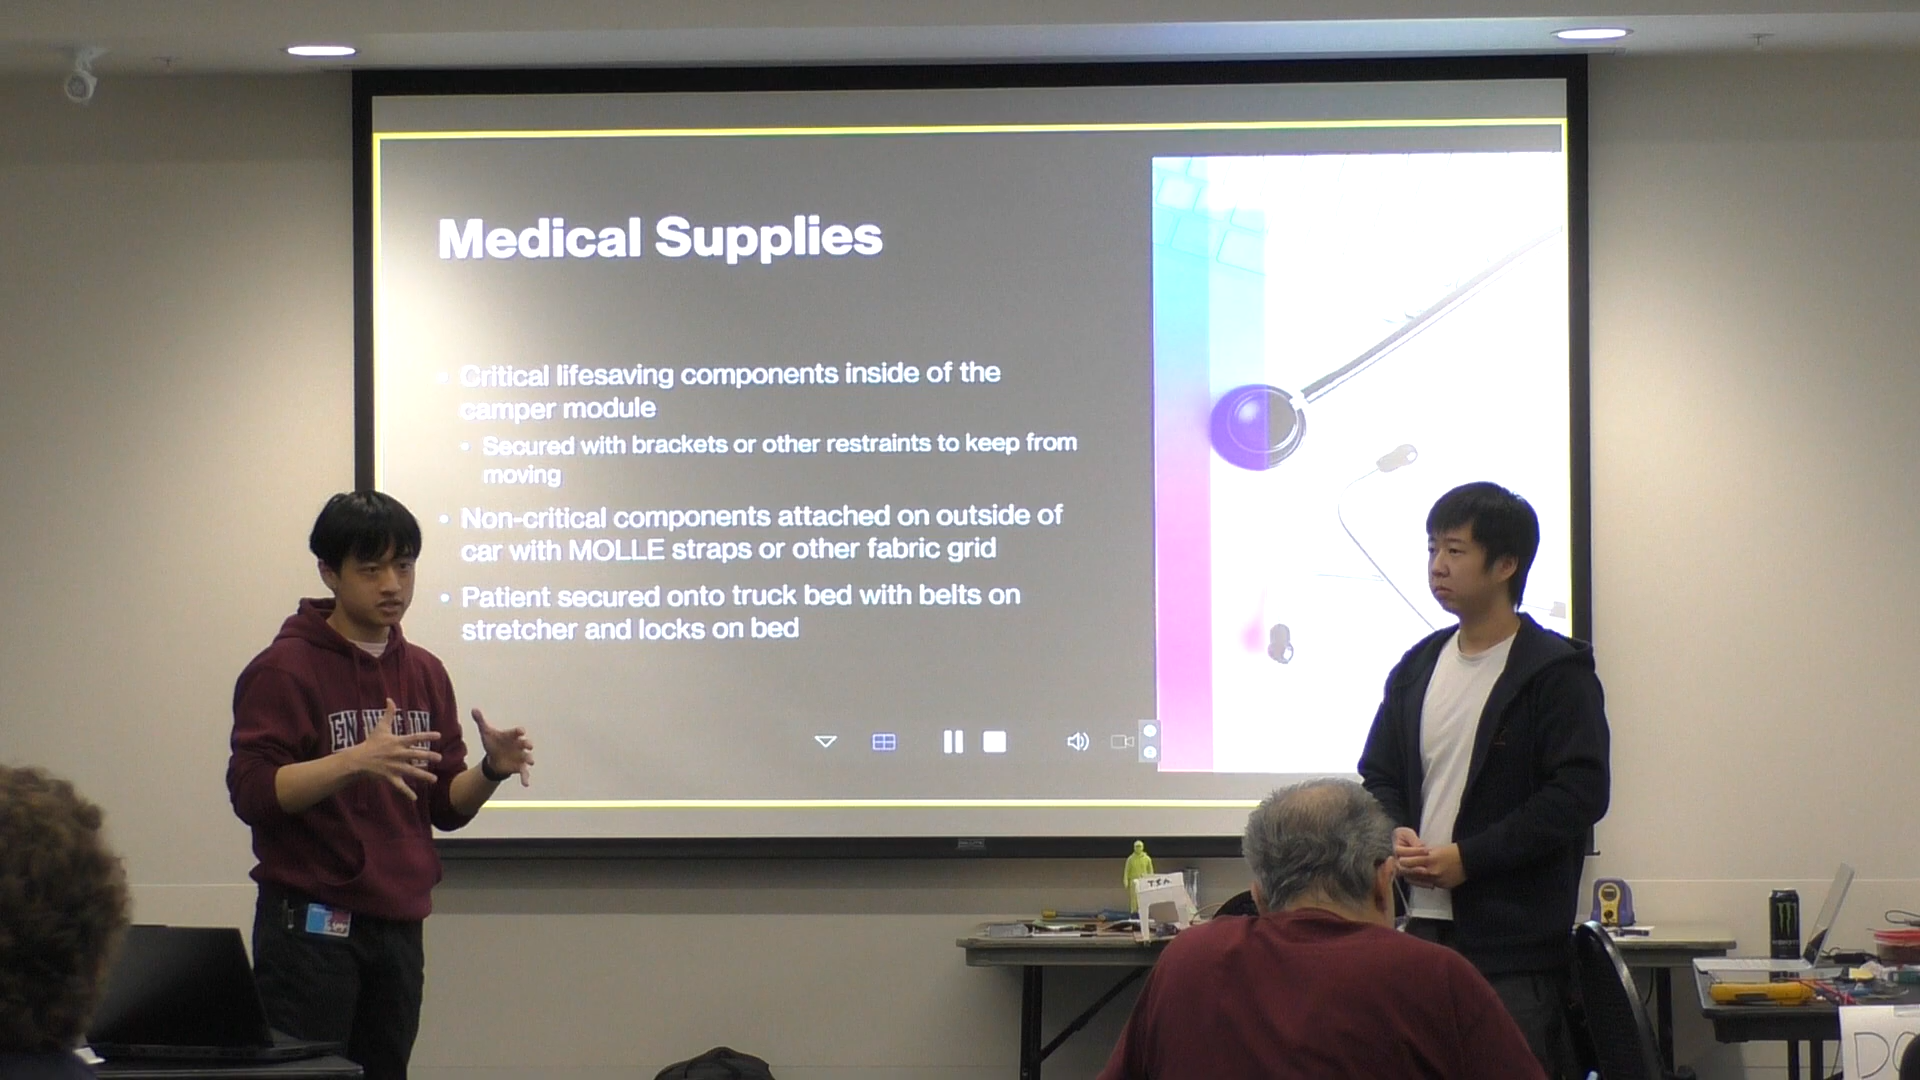 Medical Supplies
• Critical lifesaving components inside of the
camper module
• Secured with brackets or other restraints to keep from
moving
• Non-critical components attached on outside of
car with MOLLE straps or other fabric grid
• Patient secured onto truck bed with belts on
stretcher and locks on bed
TEA